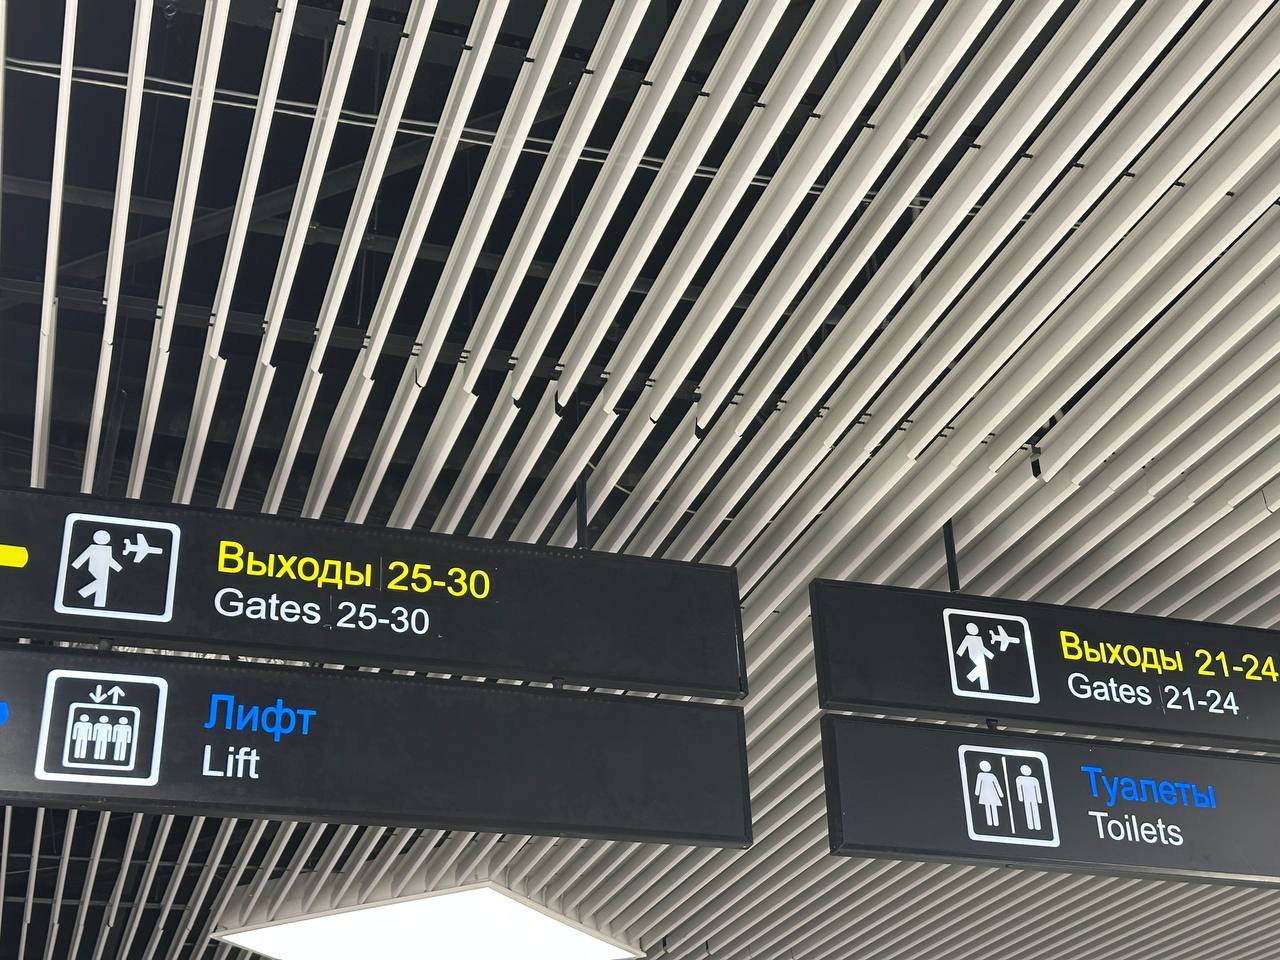 Выходы 25-30
Gates 25-30
Лифт
Lift
Выходы 21-24
Gates 21-24
Туалеты
Toilets